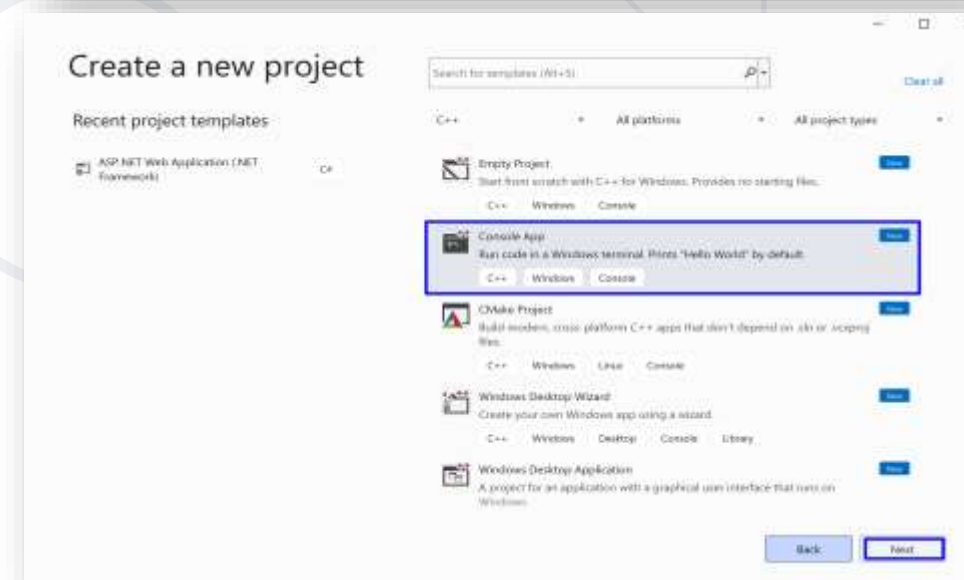 Create a new project
Search for templates (Alt+S)
Clear all
Recent project templates
C++
All platforms
All project types
ASP.NET Web Application (.NET
Framework)
C#
Empty Project
New
Start from scratch with C++ for Windows. Provides no starting files.
C++ Windows Console
Console App
New
Run code in a Windows terminal. Prints "Hello World" by default.
C++ Windows Console
CMake Project
New
Build modern, cross-platform C++ apps that don't depend on .sln or .vcxproj
files.
C++ Windows Linux Console
Windows Desktop Wizard
New
Create your own Windows app using a wizard.
C++ Windows Desktop Console Library
Windows Desktop Application
New
A project for an application with a graphical user interface that runs on
Windows.
Back
Next